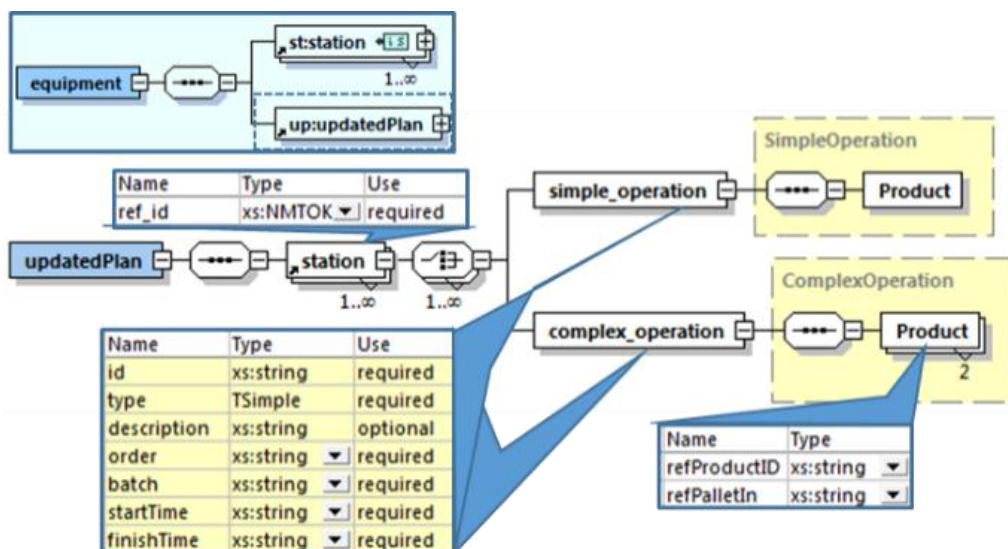 equipment
st:station
1..∞
up:updatedPlan
Name Type Use
ref_id xs:NMTOK required
updatedPlan
station
1..∞
1..∞
simple_operation
SimpleOperation
Product
complex_operation
ComplexOperation
Product
2
Name Type Use
id xs:string required
type TSimple required
description xs:string optional
order xs:string required
batch xs:string required
startTime xs:string required
finishTime xs:string required
Name Type
refProductID xs:string
refPalletIn xs:string